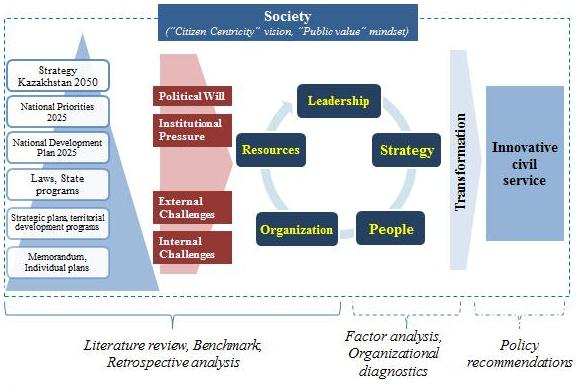 Society
("Citizen Centricity" vision, "Public value" mindset)
Strategy
Kazakhstan 2050
National Priorities
2025
National Development
Plan 2025
Laws, State
programs
Strategic plans, territorial
development programs
Memorandum,
Individual plans
Political Will
Institutional
Pressure
External
Challenges
Internal
Challenges
Leadership
Resources
Strategy
Organization
People
Transformation
Innovative
civil
service
Literature review, Benchmark,
Retrospective analysis
Factor analysis,
Organizational
diagnostics
Policy
recommendations